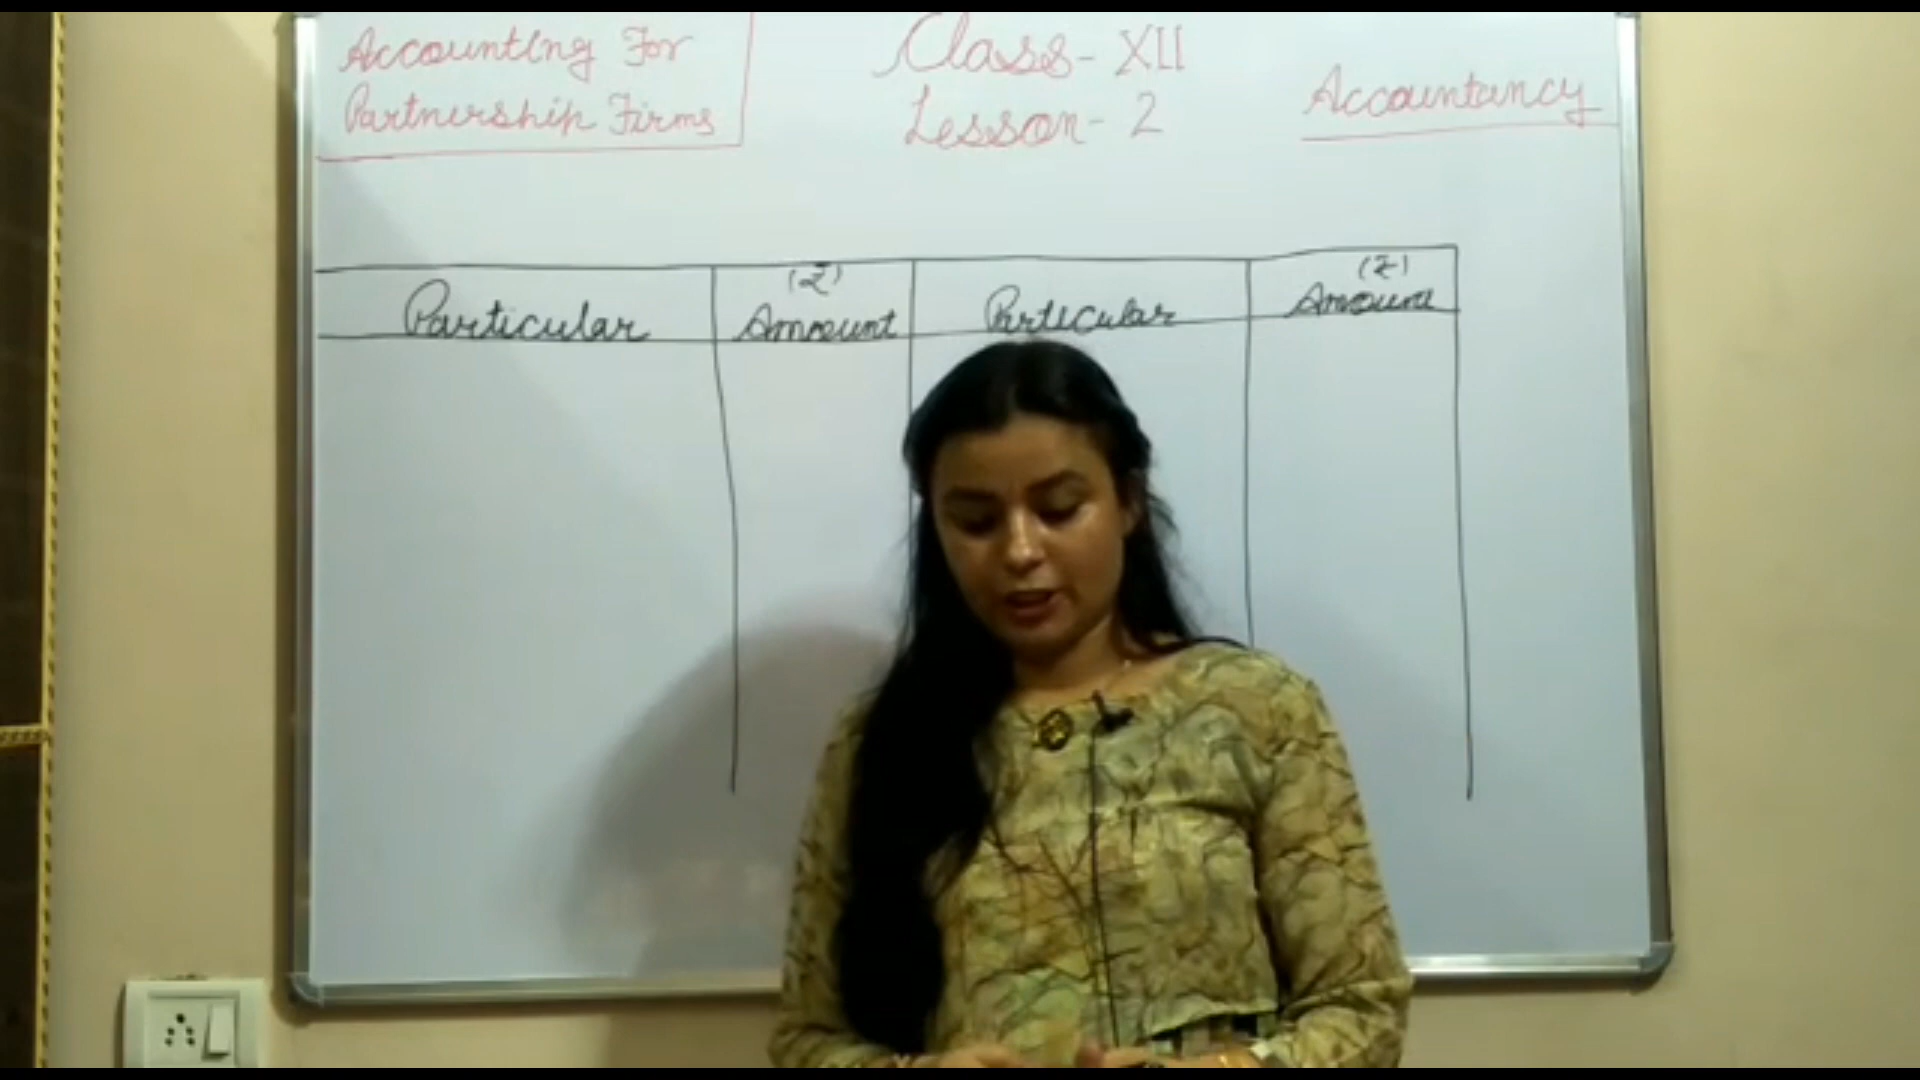 Accounting For
Partnership Firms
Class- XII
Lesson- 2
Accountancy
Particular
(₹)
Amount
Particular
(₹)
Amount